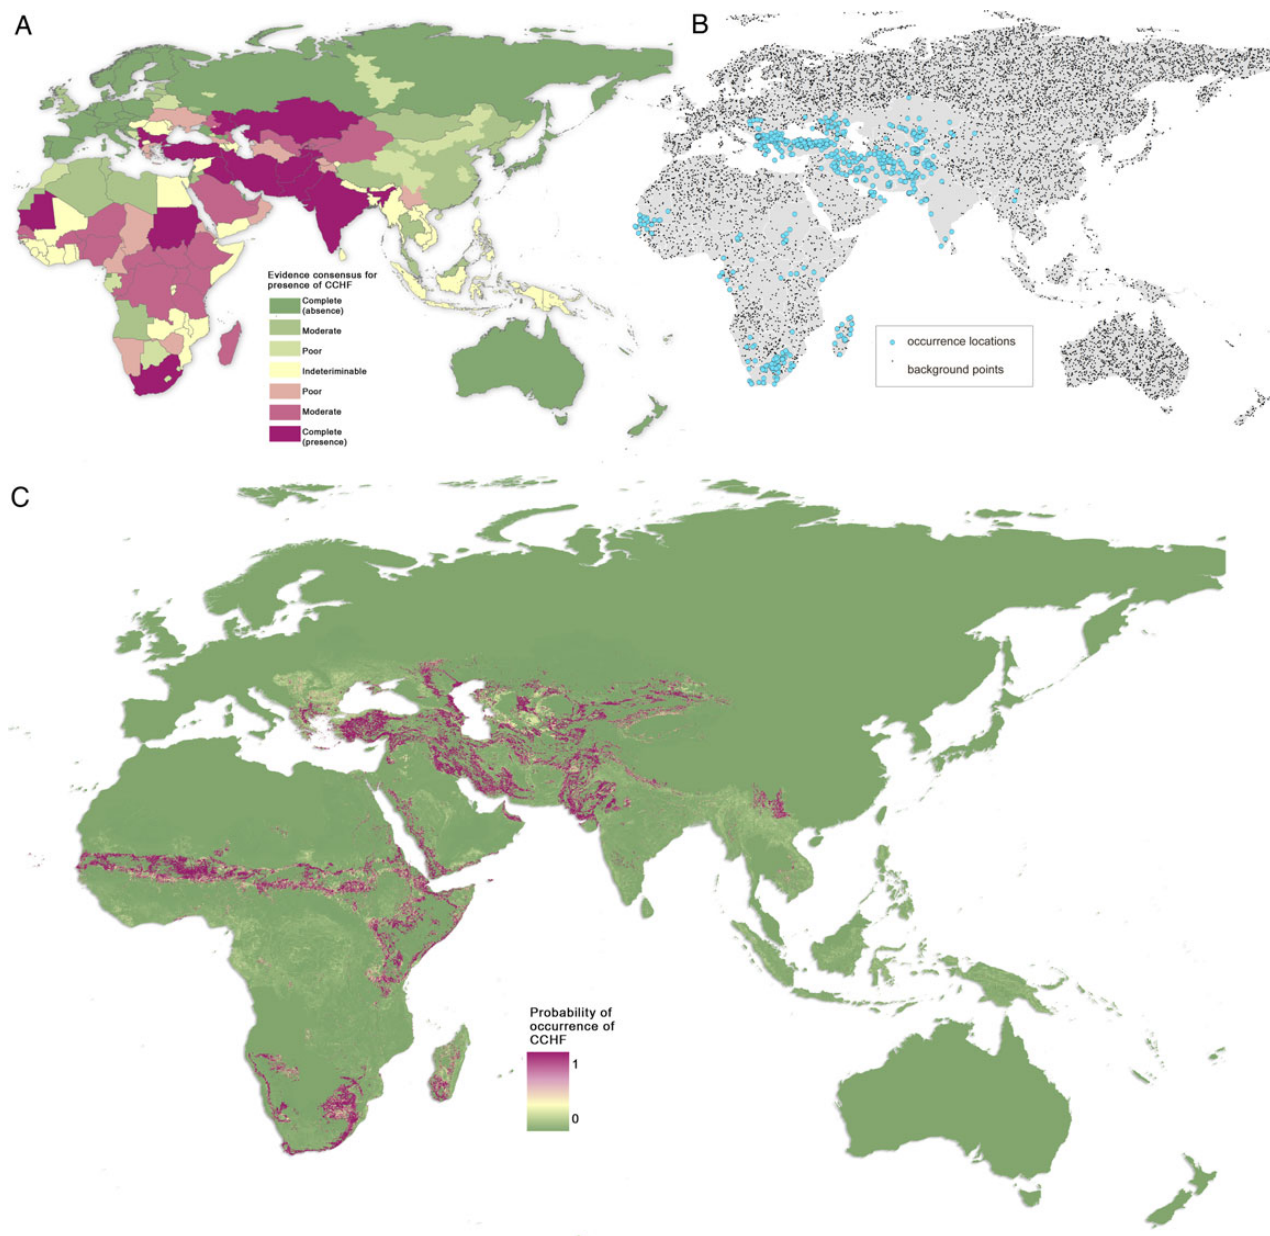 A
B
Evidence consensus for
presence of CCHF
Complete
(absence)
Moderate
Poor
Indeteriminable
Poor
Moderate
Complete
(presence)
occurrence locations
background points
C
Probability of
occurrence of
CCHF
1
0